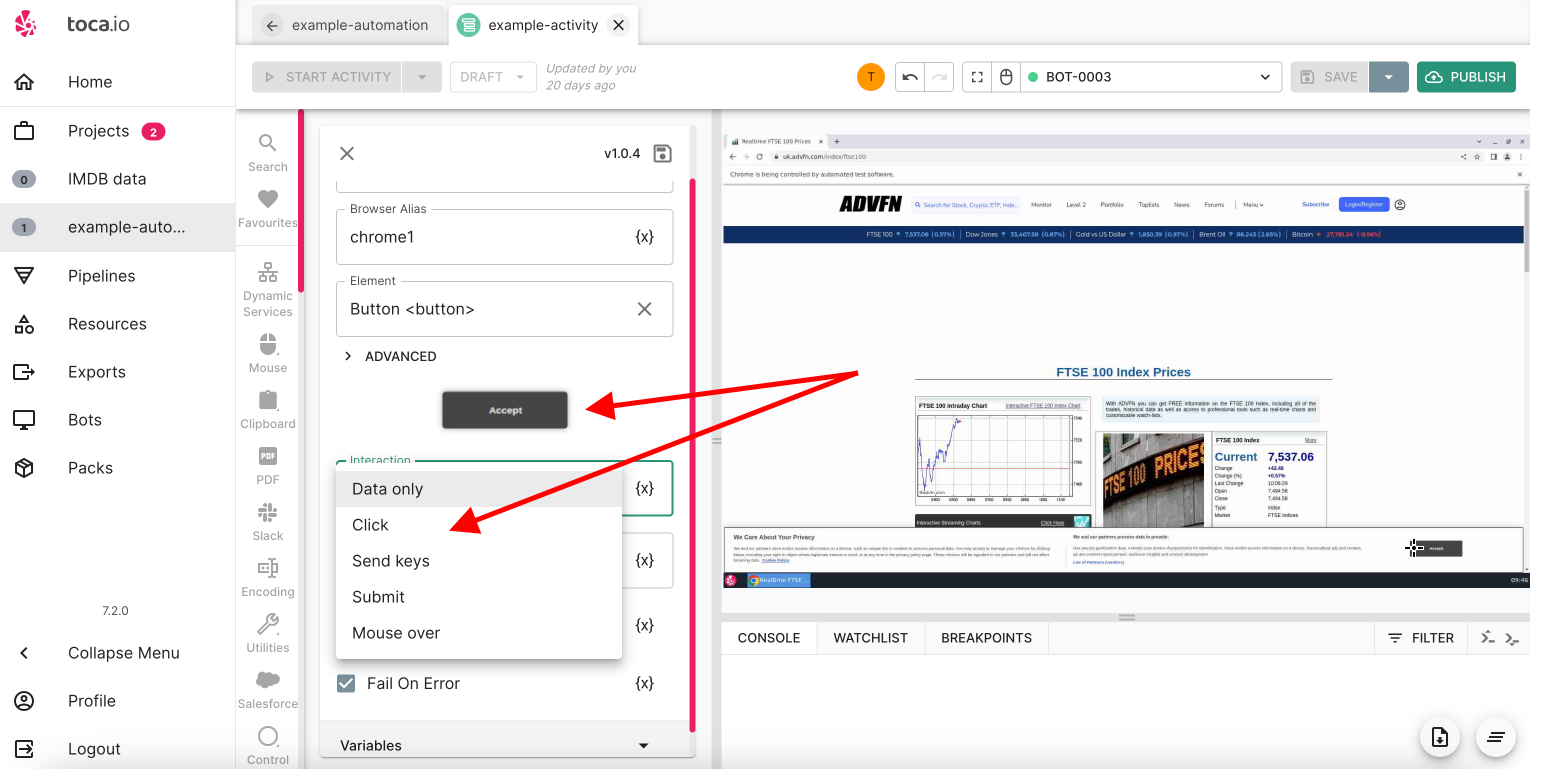 toca.io
Home
Projects 2
0 IMDB data
1 example-auto...
Pipelines
Resources
Exports
Bots
Packs
7.2.0
Collapse Menu
Profile
Logout
example-automation
example-activity
START ACTIVITY
DRAFT
Updated by you
20 days ago
T
BOT-0003
SAVE
PUBLISH
Search
Favourites
Dynamic
Services
Mouse
Clipboard
PDF
PDF
Slack
Encoding
Utilities
Salesforce
Control
v1.0.4
Browser Alias
chrome1 {x}
Element
Button <button>
ADVANCED
Accept
Interaction
{x}
Data only
Click
Send keys
{x}
Submit
{x}
Mouse over
Fail On Error {x}
Variables
Realtime FTSE 100 Prices
uk.advfn.com/index/ftse100
Chrome is being controlled by automated test software.
ADVFN
Search for Stock, Crypto, ETF, Inde...
Monitor Level 2 Portfolio Toplists News Forums Menu
Subscribe Login/Register
FTSE 100 7,537.06 (0.57%) Dow Jones 33,407.58 (0.87%) Gold vs US Dollar 1,850.39 (0.97%) Brent Oil 86.245 (2.65%) Bitcoin 27,781.24 (-0.56%)
FTSE 100 Index Prices
FTSE 100 Intraday Chart Interactive FTSE 100 Index Chart
With ADVFN you can get FREE information on the FTSE 100 Index, including all of the
trades, historical data as well as access to professional tools such as real-time charts and
customizable watch-lists.
FTSE 100 PRICES
FTSE 100 Index More
Current 7,537.06
Change +42.48
Change (%) +0.57%
Last Change 10:08:29
Open 7,494.58
Close 7,494.58
Type Index
Market FTSE Indices
Interactive Streaming Charts Click Here
We Care About Your Privacy
We and our partners process data to provide:
Cookie Policy
List of Partners (vendors)
Accept
Realtime FTSE ...
09:46
CONSOLE
WATCHLIST
BREAKPOINTS
FILTER